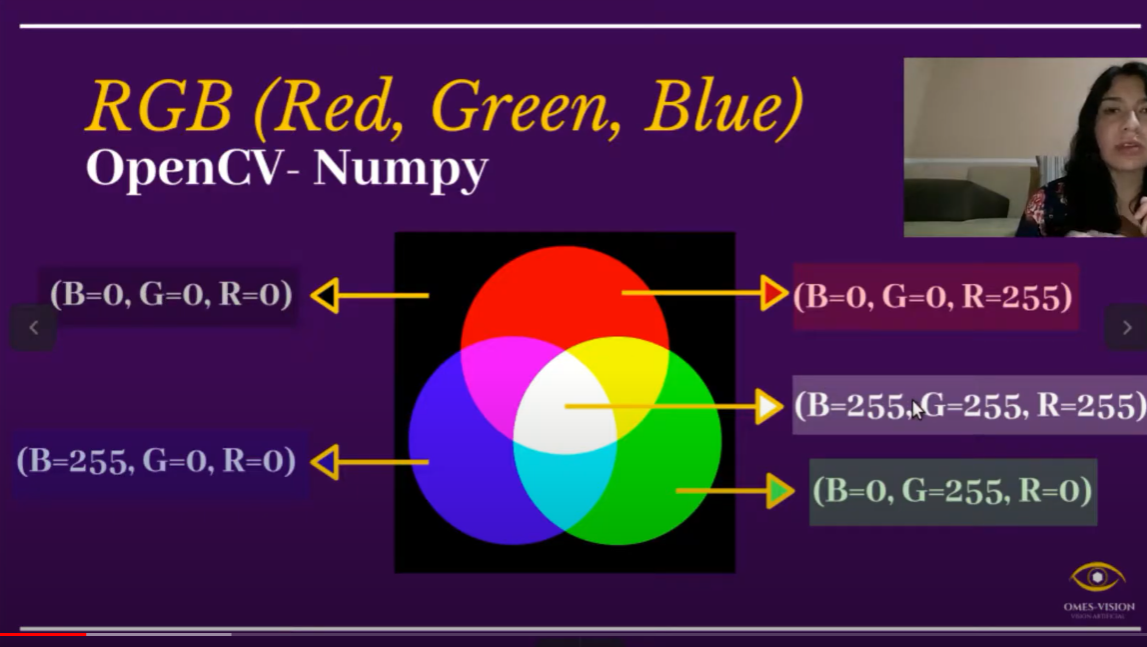 RGB (Red, Green, Blue)
OpenCV- Numpy
(B=0, G=0, R=0)
(B=0, G=0, R=255)
(B=255, G=255, R=255)
(B=255, G=0, R=0)
(B=0, G=255, R=0)
OMES-VISION
VISION ARTIFICIAL